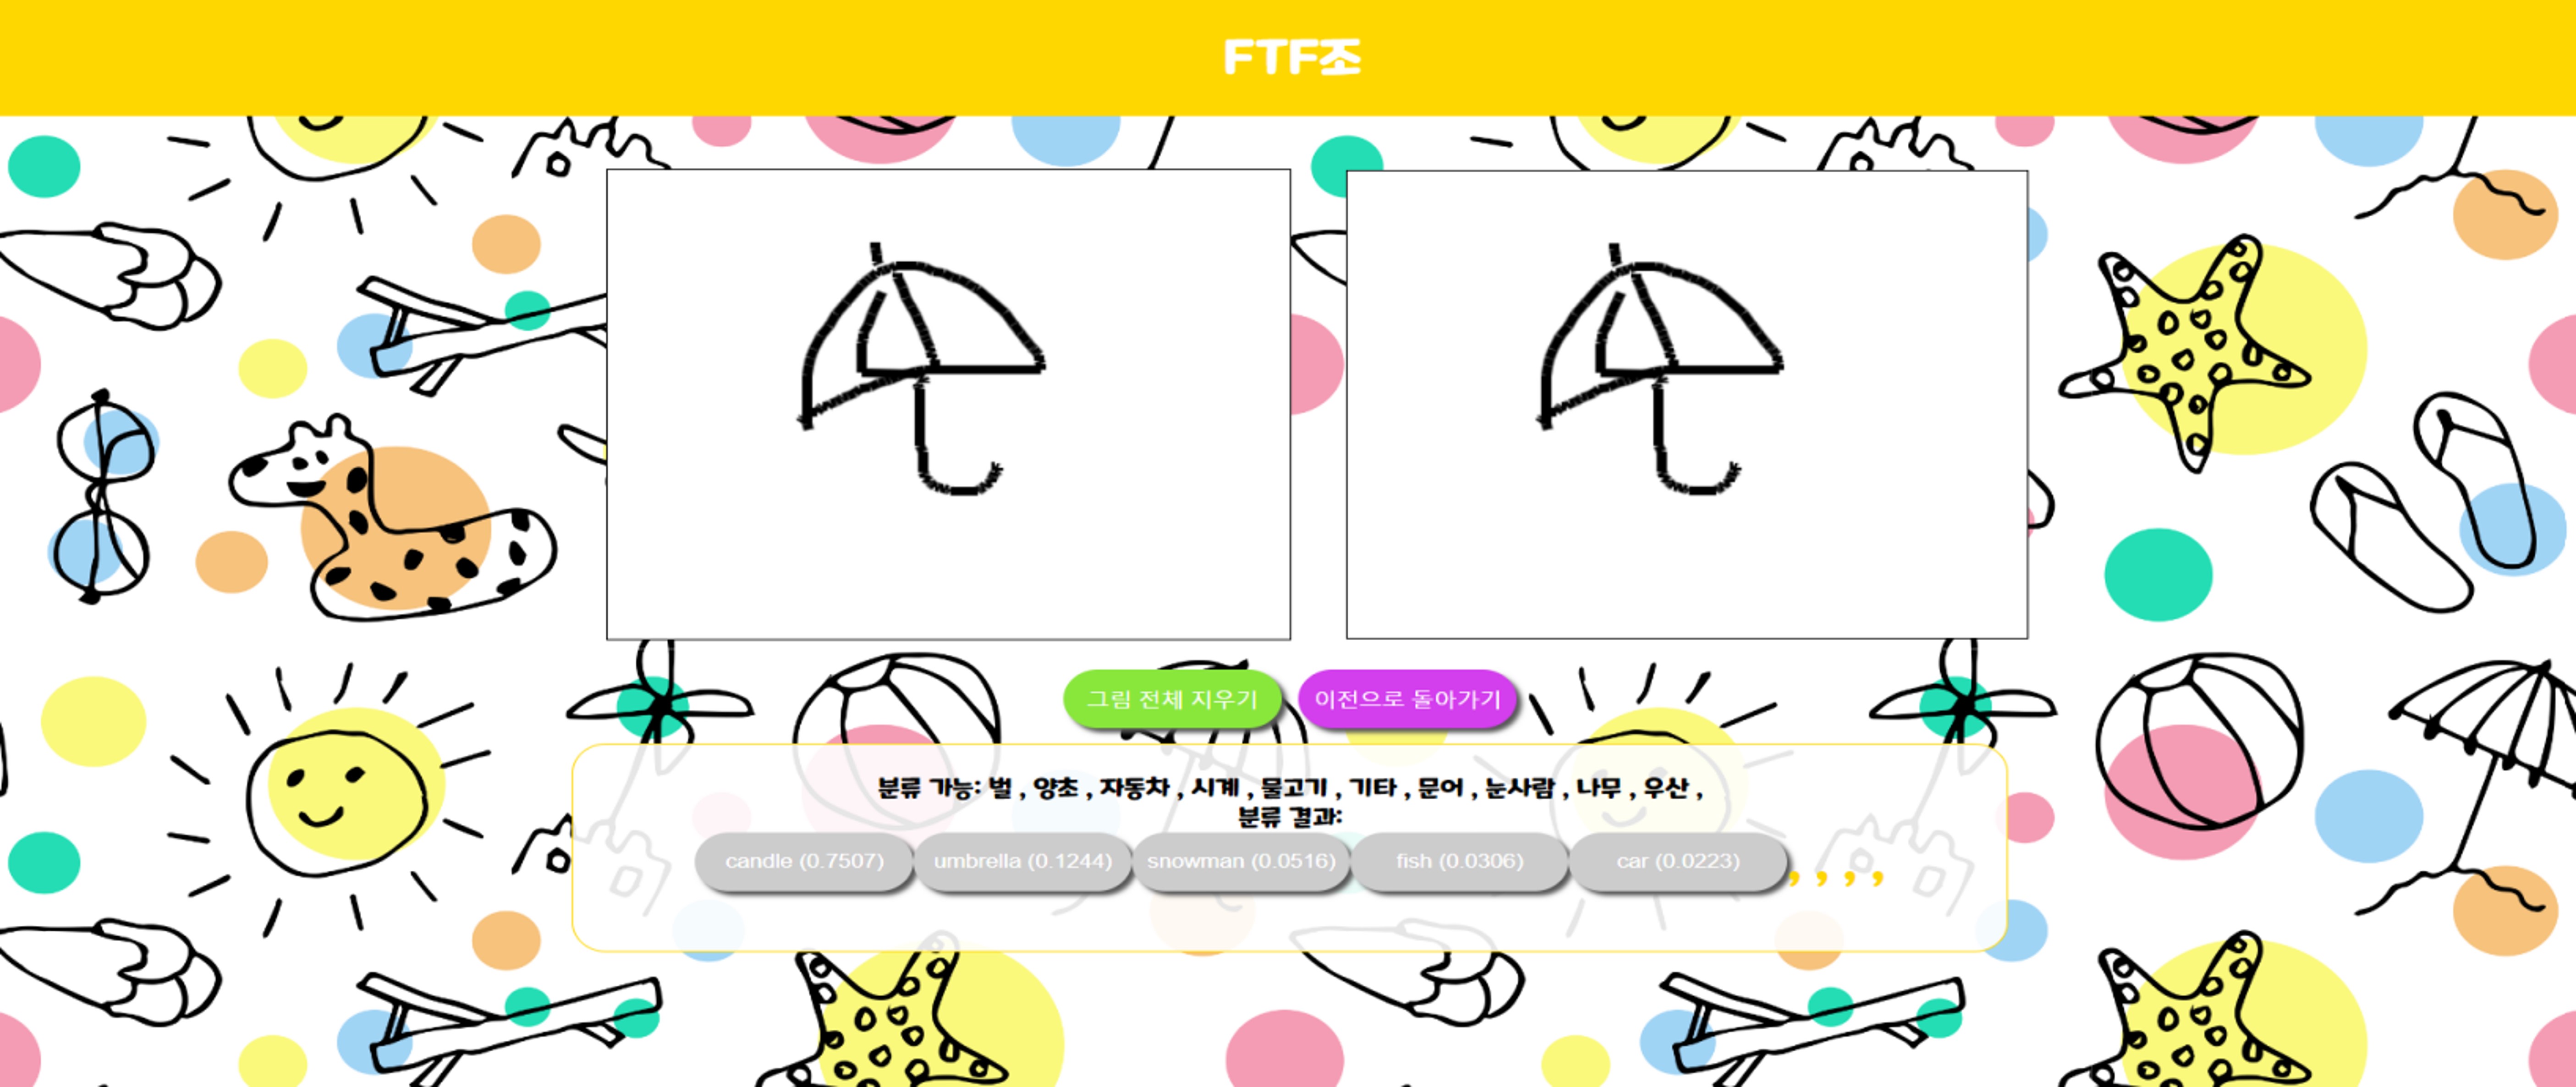 FTF조
그림 전체 지우기 이전으로 돌아가기
분류 가능: 벌 , 양초 , 자동차 , 시계 , 물고기 , 기타 , 문어 , 눈사람 , 나무 , 우산 ,
분류 결과:
candle (0.7507) umbrella (0.1244) snowman (0.0516) fish (0.0306) car (0.0223) , , , ,